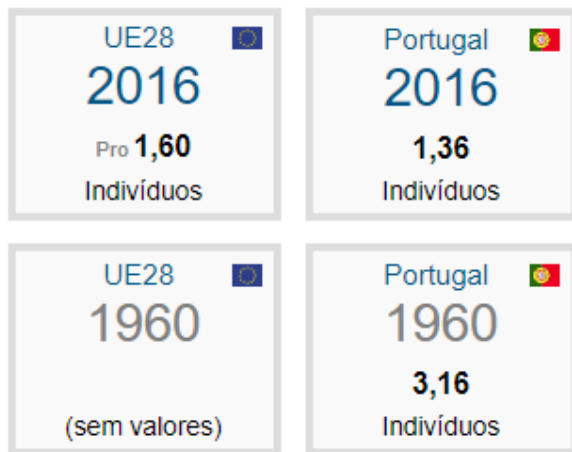 UE28
2016
Pro 1,60
Indivíduos
Portugal
2016
1,36
Indivíduos
UE28
1960
(sem valores)
Portugal
1960
3,16
Indivíduos